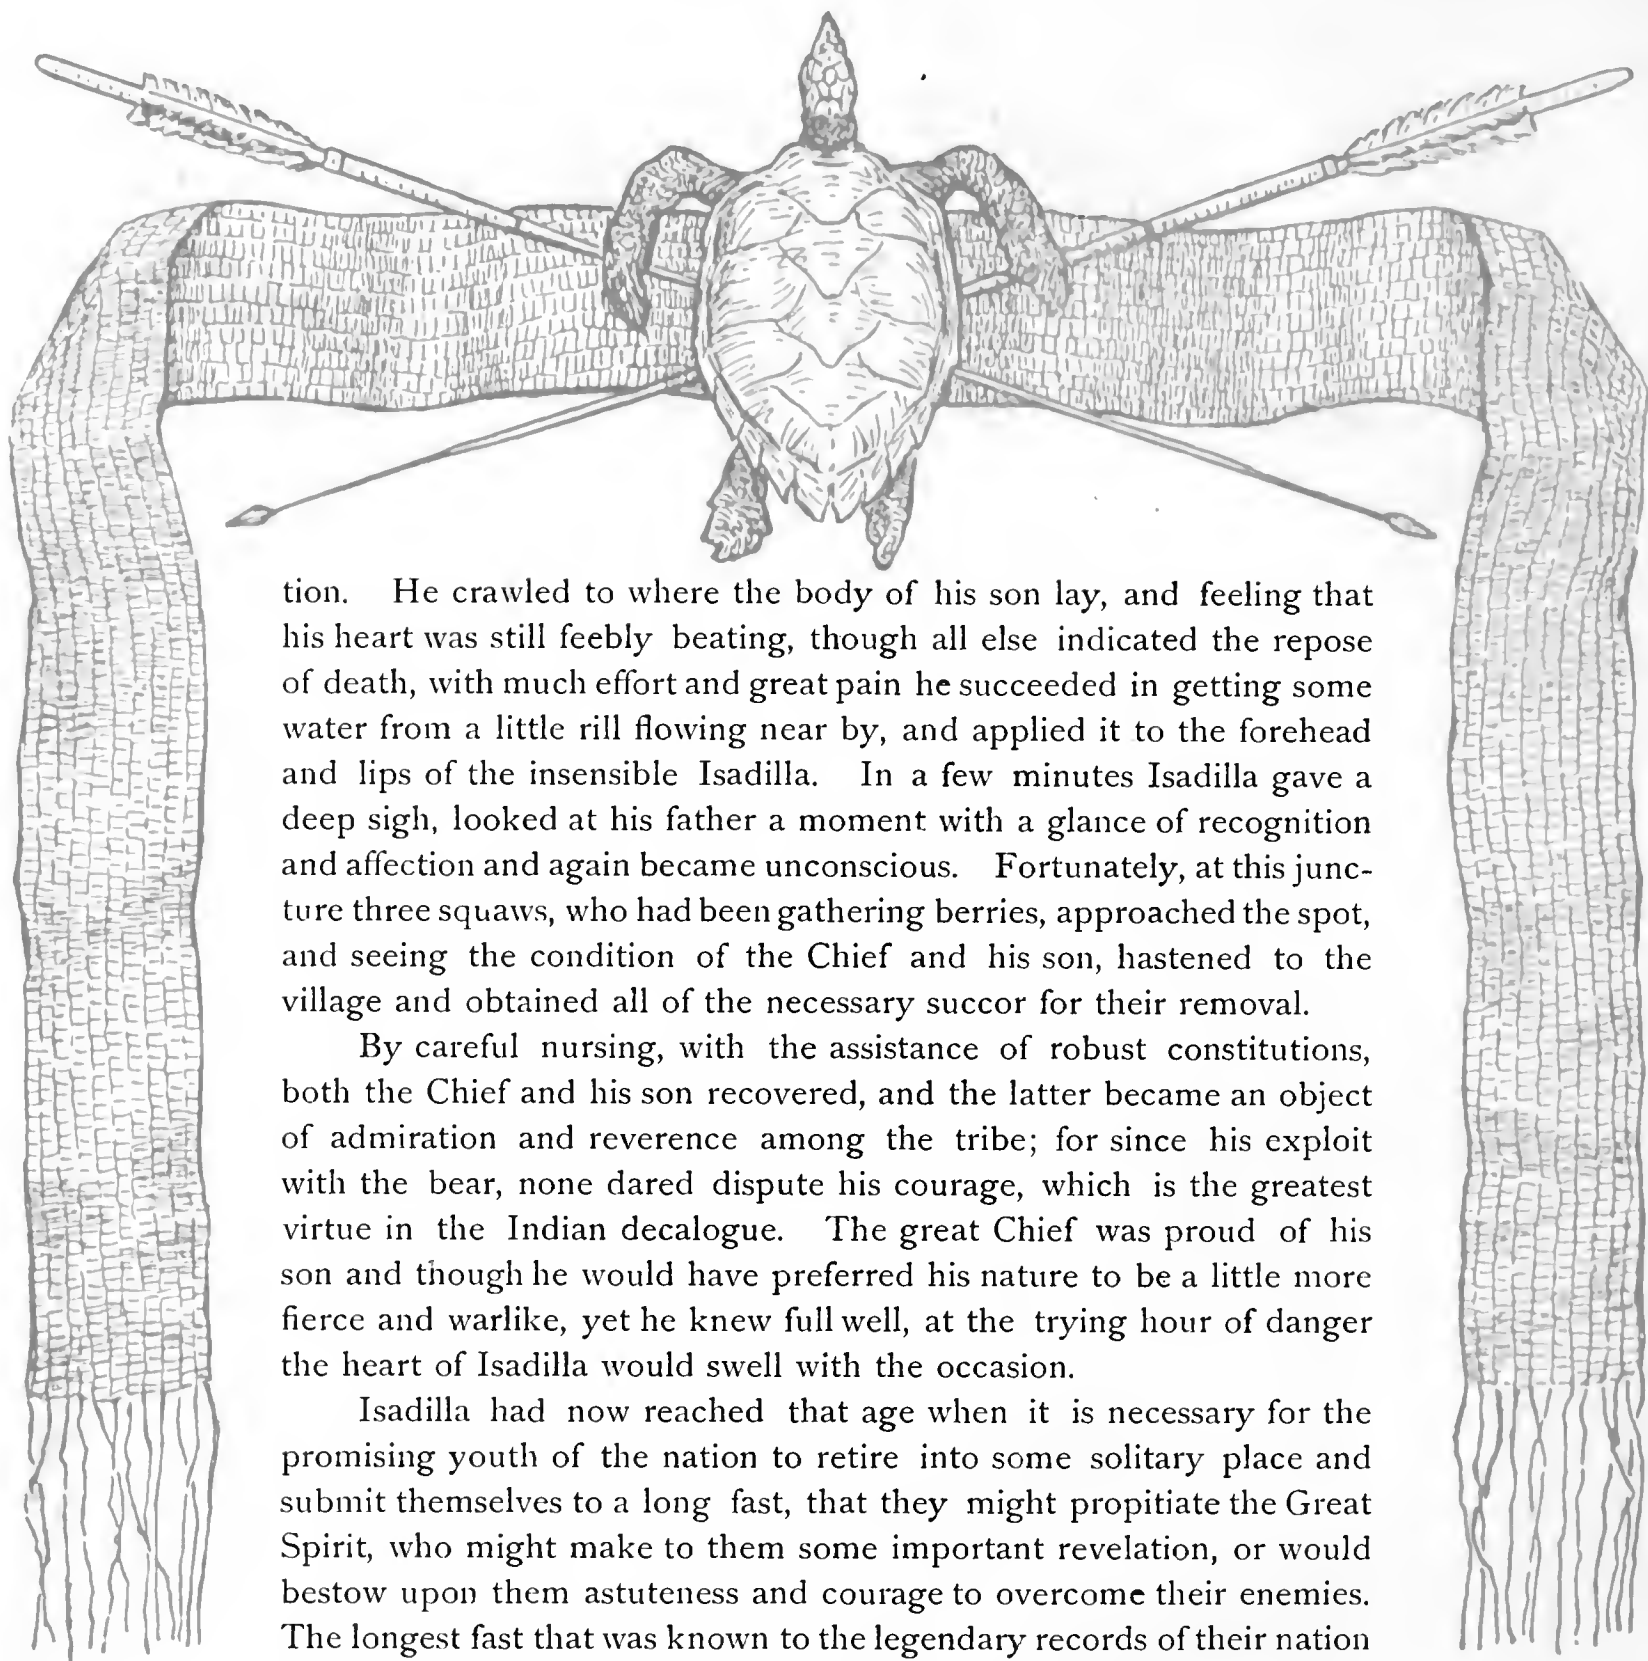 tion. He crawled to where the body of his son lay, and feeling that
his heart was still feebly beating, though all else indicated the repose
of death, with much effort and great pain he succeeded in getting some
water from a little rill flowing near by, and applied it to the forehead
and lips of the insensible Isadilla. In a few minutes Isadilla gave a
deep sigh, looked at his father a moment with a glance of recognition
and affection and again became unconscious. Fortunately, at this junc-
ture three squaws, who had been gathering berries, approached the spot,
and seeing the condition of the Chief and his son, hastened to the
village and obtained all of the necessary succor for their removal.
By careful nursing, with the assistance of robust constitutions,
both the Chief and his son recovered, and the latter became an object
of admiration and reverence among the tribe; for since his exploit
with the bear, none dared dispute his courage, which is the greatest
virtue in the Indian decalogue. The great Chief was proud of his
son and though he would have preferred his nature to be a little more
fierce and warlike, yet he knew full well, at the trying hour of danger
the heart of Isadilla would swell with the occasion.
Isadilla had now reached that age when it is necessary for the
promising youth of the nation to retire into some solitary place and
submit themselves to a long fast, that they might propitiate the Great
Spirit, who might make to them some important revelation, or would
bestow upon them astuteness and courage to overcome their enemies.
The longest fast that was known to the legendary records of their nation